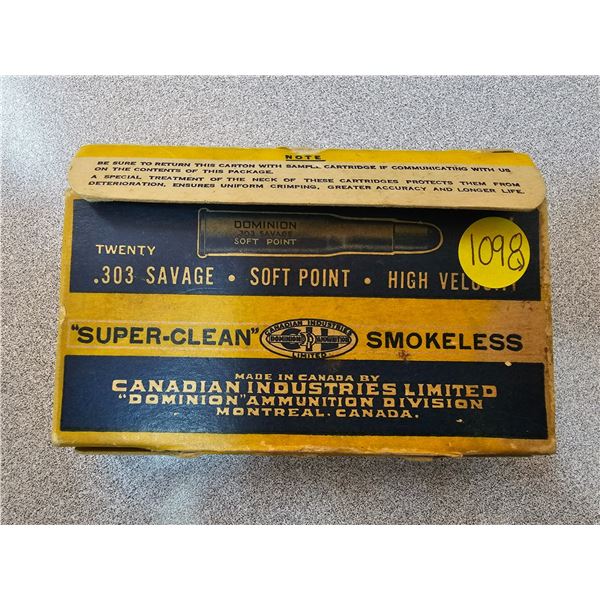 NOTE
BE SURE TO RETURN THIS CARTON WITH SAMPLE CARTRIDGE IF COMMUNICATING WITH US
ON THE CONTENTS OF THIS PACKAGE.
A SPECIAL TREATMENT OF THE NECK OF THESE CARTRIDGES PROTECTS THEM FROM
DETERIORATION, ENSURES UNIFORM CRIMPING, GREATER ACCURACY AND LONGER LIFE.
DOMINION
.303 SAVAGE
SOFT POINT
1098
TWENTY
.303 SAVAGE • SOFT POINT • HIGH VELOCITY
"SUPER-CLEAN" SMOKELESS
CANADIAN INDUSTRIES
DOMINION AMMUNITION
LIMITED
MADE IN CANADA BY
CANADIAN INDUSTRIES LIMITED
"DOMINION" AMMUNITION DIVISION
MONTREAL, CANADA.